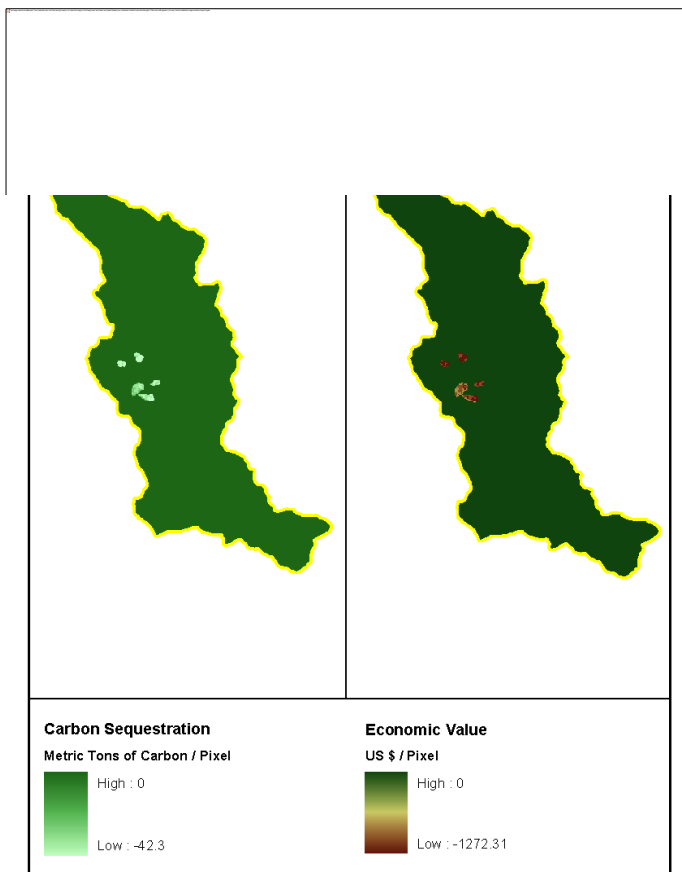 Carbon Sequestration
Metric Tons of Carbon / Pixel
High : 0
Low : -42.3
Economic Value
US $ / Pixel
High : 0
Low : -1272.31